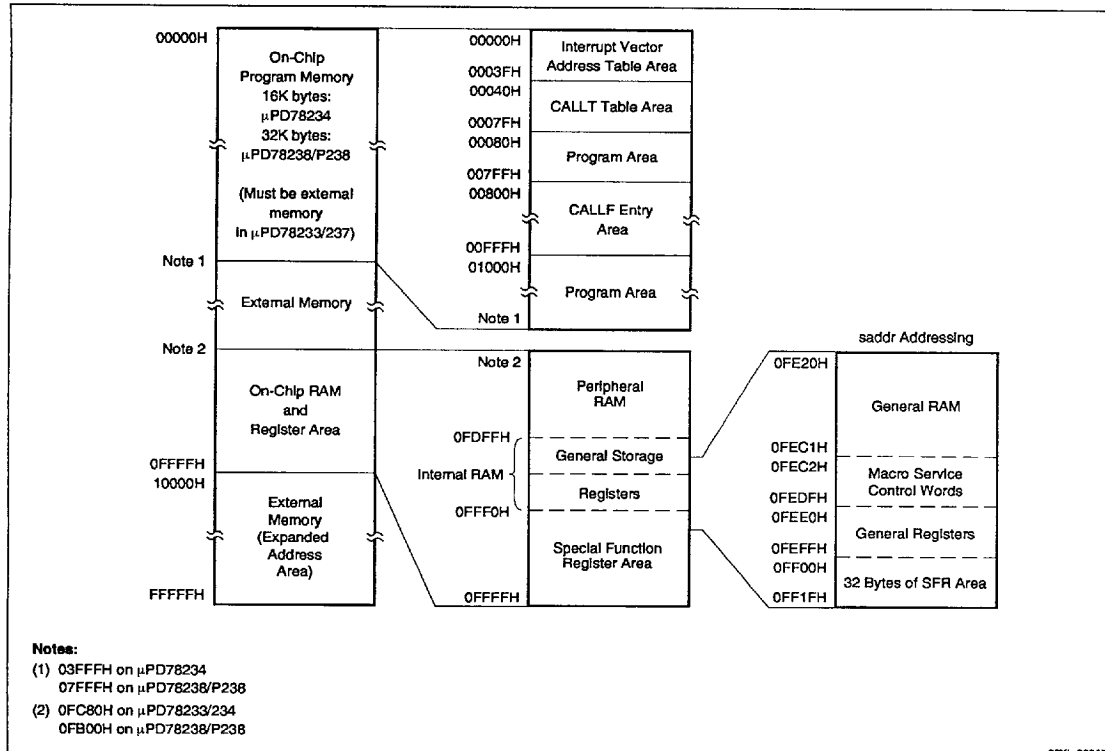 00000H
On-Chip
Program Memory
16K bytes:
μPD78234
32K bytes:
μPD78238/P238
(Must be external
memory
in μPD78233/237)
Note 1
External Memory
Note 2
On-Chip RAM
and
Register Area
0FFFFH
10000H
External
Memory
(Expanded
Address
Area)
FFFFFH
00000H
Interrupt Vector
Address Table Area
0003FH
00040H
CALLT Table Area
0007FH
00080H
Program Area
007FFH
00800H
CALLF Entry
Area
00FFFH
01000H
Program Area
Note 1
Note 2
Peripheral
RAM
0FDFFH
General Storage
Internal RAM
Registers
0FFF0H
Special Function
Register Area
0FFFFH
saddr Addressing
0FE20H
General RAM
0FEC1H
0FEC2H
Macro Service
Control Words
0FEDFH
0FEE0H
General Registers
0FEFFH
0FF00H
32 Bytes of SFR Area
0FF1FH
Notes:
(1) 03FFFH on μPD78234
07FFFH on μPD78238/P238
(2) 0FC80H on μPD78233/234
0FB00H on μPD78238/P238